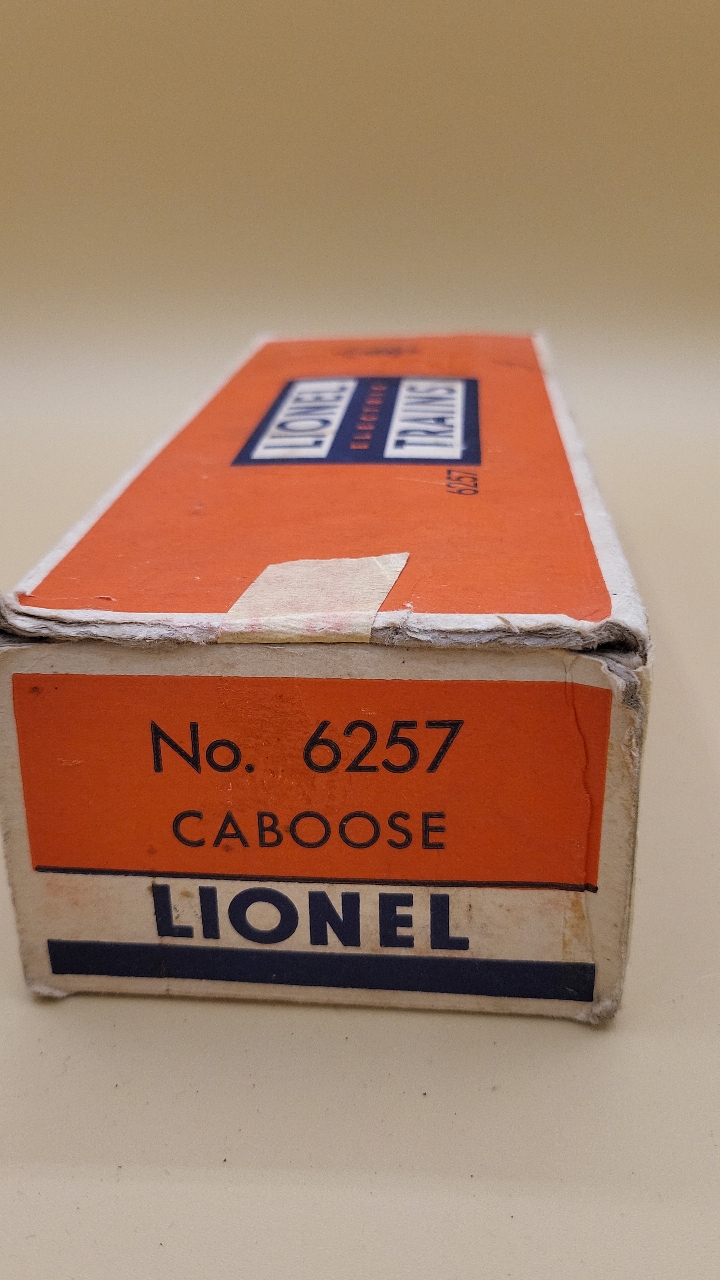 LIONEL
ELECTRIC
TRAINS
6257
No. 6257
CABOOSE
LIONEL